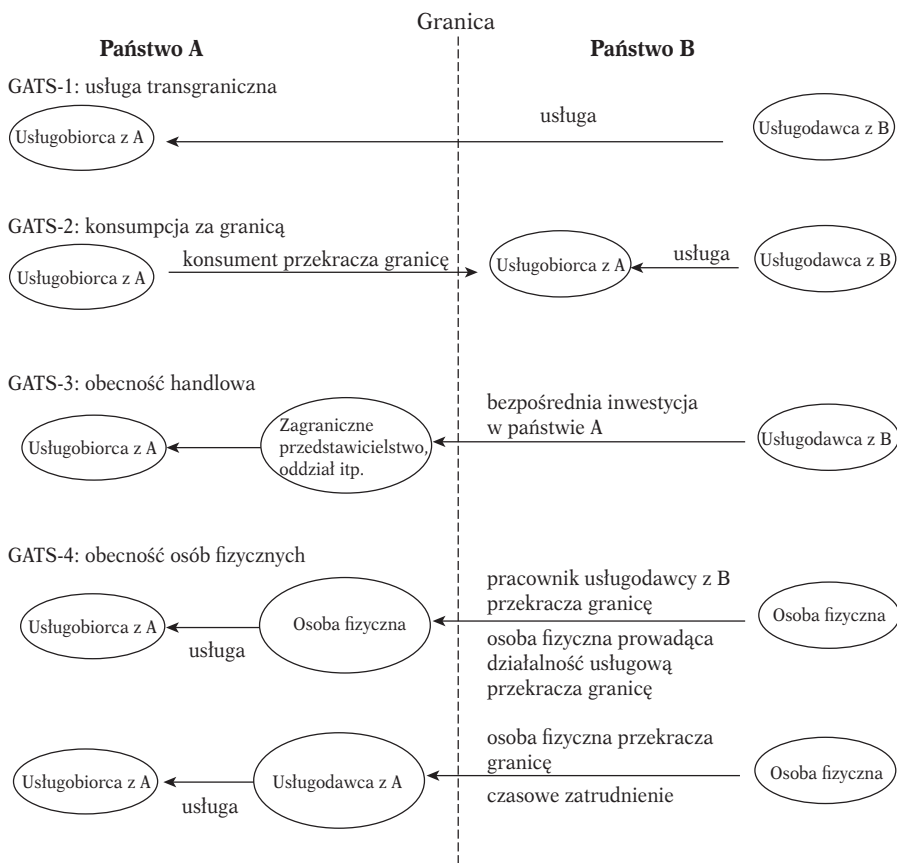 Granica
Państwo A
Państwo B
GATS-1: usługa transgraniczna
Usługobiorca z A
usługa
Usługodawca z B
GATS-2: konsumpcja za granicą
Usługobiorca z A
konsument przekracza granicę
Usługobiorca z A
usługa
Usługodawca z B
GATS-3: obecność handlowa
Usługobiorca z A
Zagraniczne
przedstawicielstwo,
oddział itp.
bezpośrednia inwestycja
w państwie A
Usługodawca z B
GATS-4: obecność osób fizycznych
Usługobiorca z A
usługa
Osoba fizyczna
pracownik usługodawcy z B
przekracza granicę
osoba fizyczna prowadząca
działalność usługową
przekracza granicę
Osoba fizyczna
Usługobiorca z A
usługa
Usługodawca z A
osoba fizyczna przekracza
granicę
czasowe zatrudnienie
Osoba fizyczna